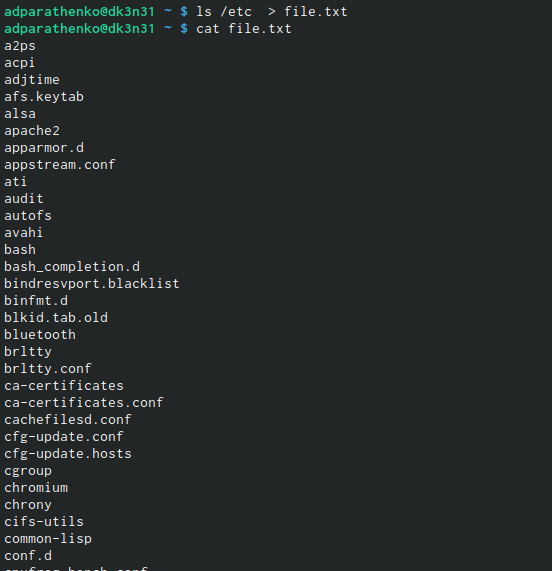 adparathenko@dk3n31 ~ $ ls /etc  > file.txt
adparathenko@dk3n31 ~ $ cat file.txt
a2ps
acpi
adjtime
afs.keytab
alsa
apache2
apparmor.d
appstream.conf
ati
audit
autofs
avahi
bash
bash_completion.d
bindresvport.blacklist
binfmt.d
blkid.tab.old
bluetooth
brltty
brltty.conf
ca-certificates
ca-certificates.conf
cachefilesd.conf
cfg-update.conf
cfg-update.hosts
cgroup
chromium
chrony
cifs-utils
common-lisp
conf.d